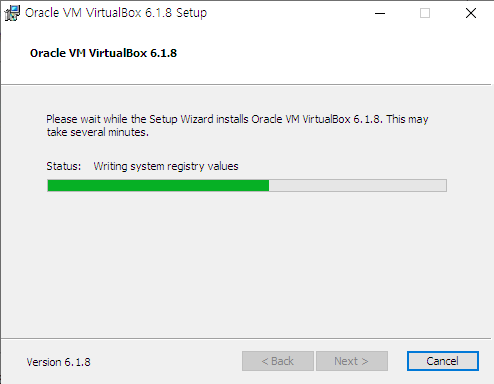 Oracle VM VirtualBox 6.1.8 Setup
Oracle VM VirtualBox 6.1.8
Please wait while the Setup Wizard installs Oracle VM VirtualBox 6.1.8. This may
take several minutes.
Status: Writing system registry values
Version 6.1.8
< Back Next > Cancel